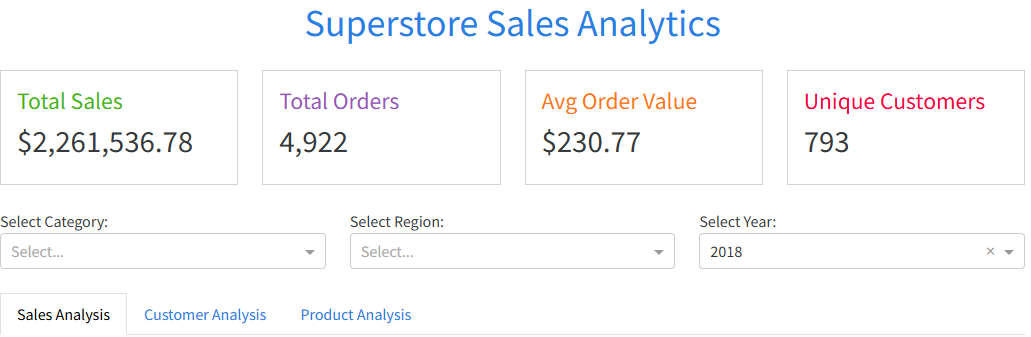 Superstore Sales Analytics
Total Sales
$2,261,536.78
Total Orders
4,922
Avg Order Value
$230.77
Unique Customers
793
Select Category:
Select...
Select Region:
Select...
Select Year:
2018
Sales Analysis
Customer Analysis
Product Analysis